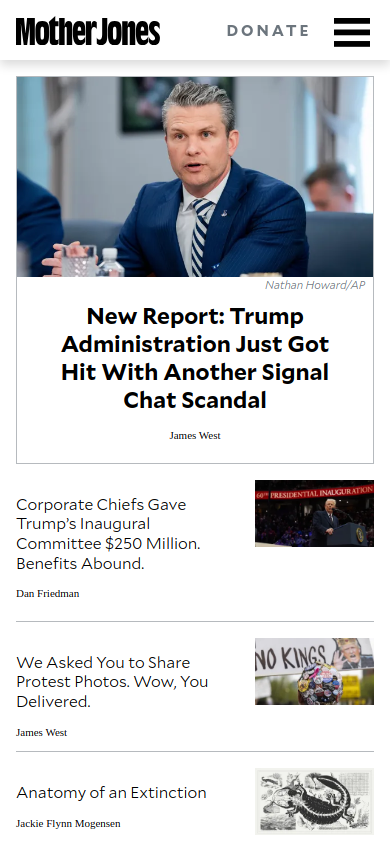 Mother Jones
DONATE
Nathan Howard/AP
New Report: Trump
Administration Just Got
Hit With Another Signal
Chat Scandal
James West
Corporate Chiefs Gave
Trump’s Inaugural
Committee $250 Million.
Benefits Abound.
Dan Friedman
60TH PRESIDENTIAL INAUGURATION
We Asked You to Share
Protest Photos. Wow, You
Delivered.
James West
NO KINGS
Anatomy of an Extinction
Jackie Flynn Mogensen